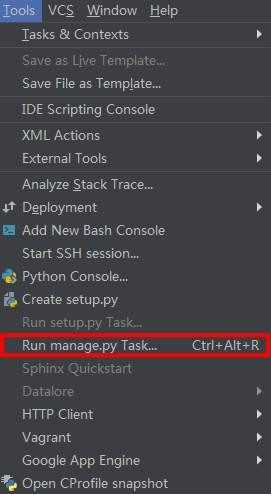 Tools VCS Window Help
Tasks & Contexts
Save as Live Template...
Save File as Template...
IDE Scripting Console
XML Actions
External Tools
Analyze Stack Trace...
Deployment
Add New Bash Console
Start SSH session...
Python Console...
Create setup.py
Run setup.py Task...
Run manage.py Task... Ctrl+Alt+R
Sphinx Quickstart
Datalore
HTTP Client
Vagrant
Google App Engine
Open CProfile snapshot